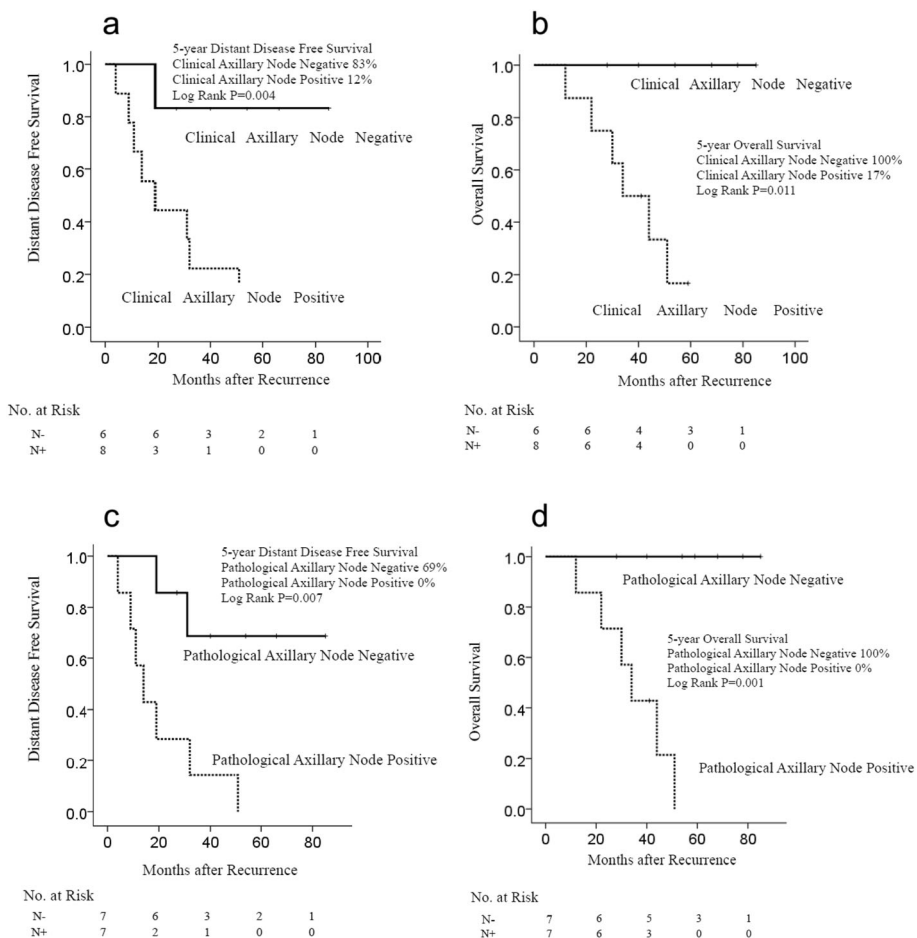 a
5-year Distant Disease Free Survival
Clinical Axillary Node Negative 83%
Clinical Axillary Node Positive 12%
Log Rank P=0.004
Clinical Axillary Node Negative
Clinical Axillary Node Positive
Distant Disease Free Survival
1.0
0.8
0.6
0.4
0.2
0.0
0 20 40 60 80 100
Months after Recurrence
No. at Risk
N- 6 6 3 2 1
N+ 8 3 1 0 0
b
Clinical Axillary Node Negative
5-year Overall Survival
Clinical Axillary Node Negative 100%
Clinical Axillary Node Positive 17%
Log Rank P=0.011
Clinical Axillary Node Positive
Overall Survival
1.0
0.8
0.6
0.4
0.2
0.0
0 20 40 60 80 100
Months after Recurrence
No. at Risk
N- 6 6 4 3 1
N+ 8 6 4 0 0
c
5-year Distant Disease Free Survival
Pathological Axillary Node Negative 69%
Pathological Axillary Node Positive 0%
Log Rank P=0.007
Pathological Axillary Node Negative
Pathological Axillary Node Positive
Distant Disease Free Survival
1.0
0.8
0.6
0.4
0.2
0.0
0 20 40 60 80
Months after Recurrence
No. at Risk
N- 7 6 3 2 1
N+ 7 2 1 0 0
d
Pathological Axillary Node Negative
5-year Overall Survival
Pathological Axillary Node Negative 100%
Pathological Axillary Node Positive 0%
Log Rank P=0.001
Pathological Axillary Node Positive
Overall Survival
1.0
0.8
0.6
0.4
0.2
0.0
0 20 40 60 80
Months after Recurrence
No. at Risk
N- 7 6 5 3 1
N+ 7 6 3 0 0